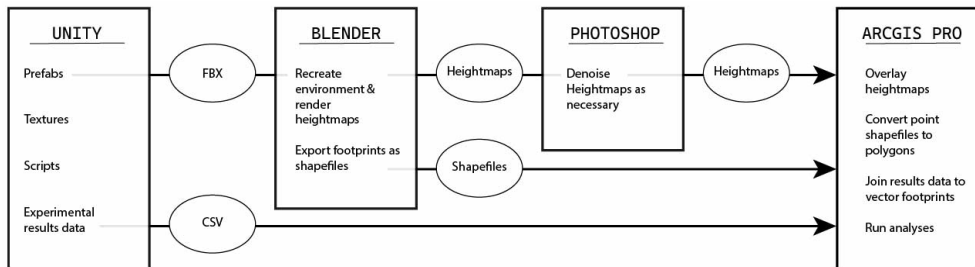 UNITY
Prefabs
Textures
Scripts
Experimental
results data
FBX
CSV
BLENDER
Recreate
environment &
render
heightmaps
Export footprints as
shapefiles
Heightmaps
Shapefiles
PHOTOSHOP
Denoise
Heightmaps as
necessary
Heightmaps
ARCGIS PRO
Overlay
heightmaps
Convert point
shapefiles to
polygons
Join results data to
vector footprints
Run analyses